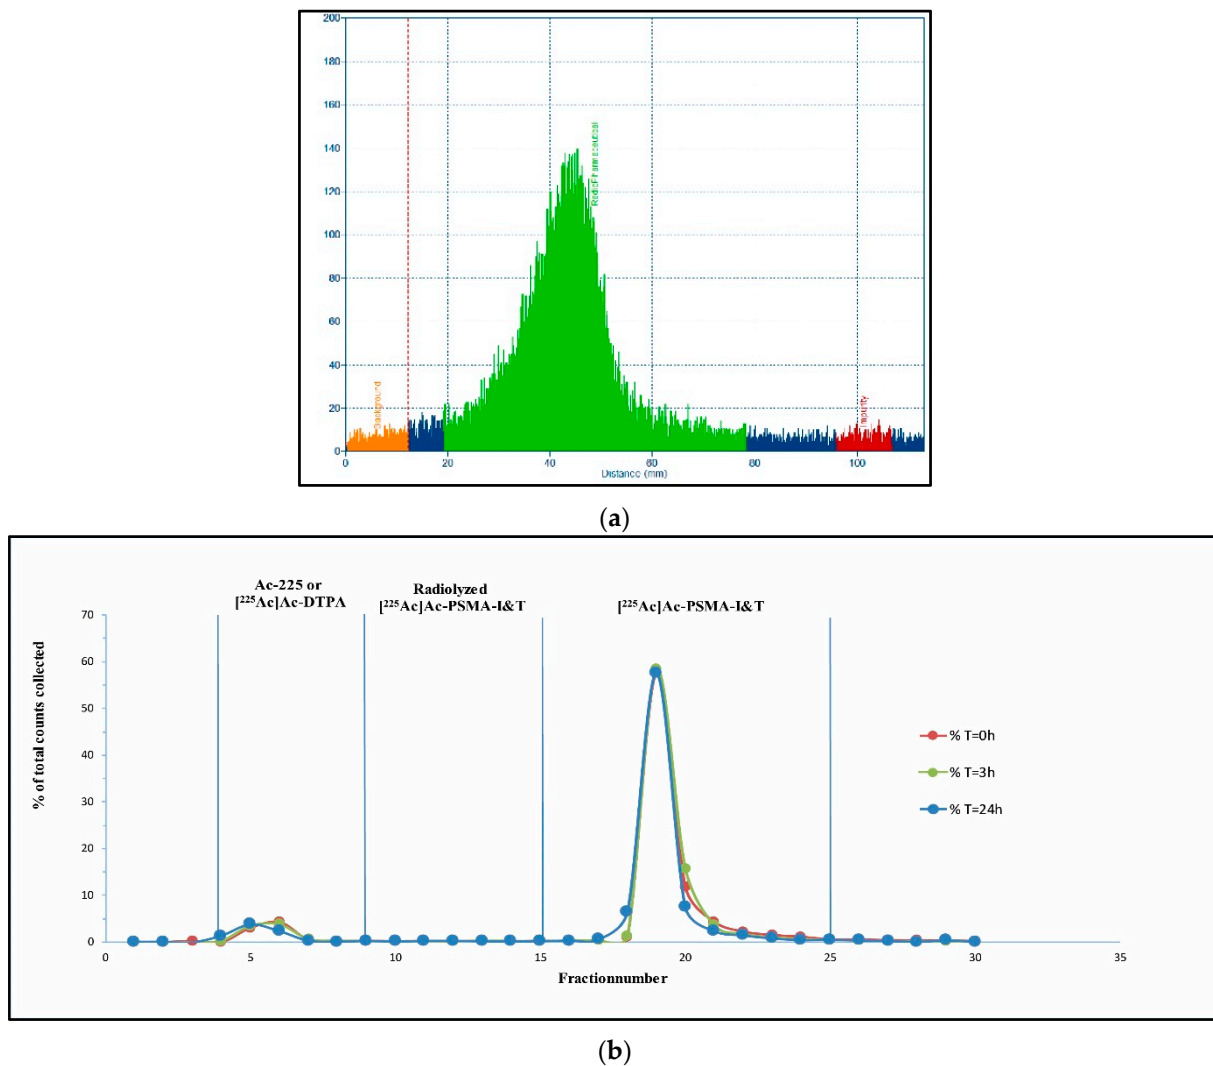 200
180
160
140
120
100
80
60
40
20
0
Background
RadioPharmaceutical
Impurity
0 20 40 60 80 100
Distance (mm)
(a)
Ac-225 or
[²²⁵Ac]Ac-DTPA
Radiolyzed
[²²⁵Ac]Ac-PSMA-I&T
[²²⁵Ac]Ac-PSMA-I&T
% of total counts collected
70
60
50
40
30
20
10
0
0 5 10 15 20 25 30 35
Fractionnumber
% T=0h
% T=3h
% T=24h
(b)